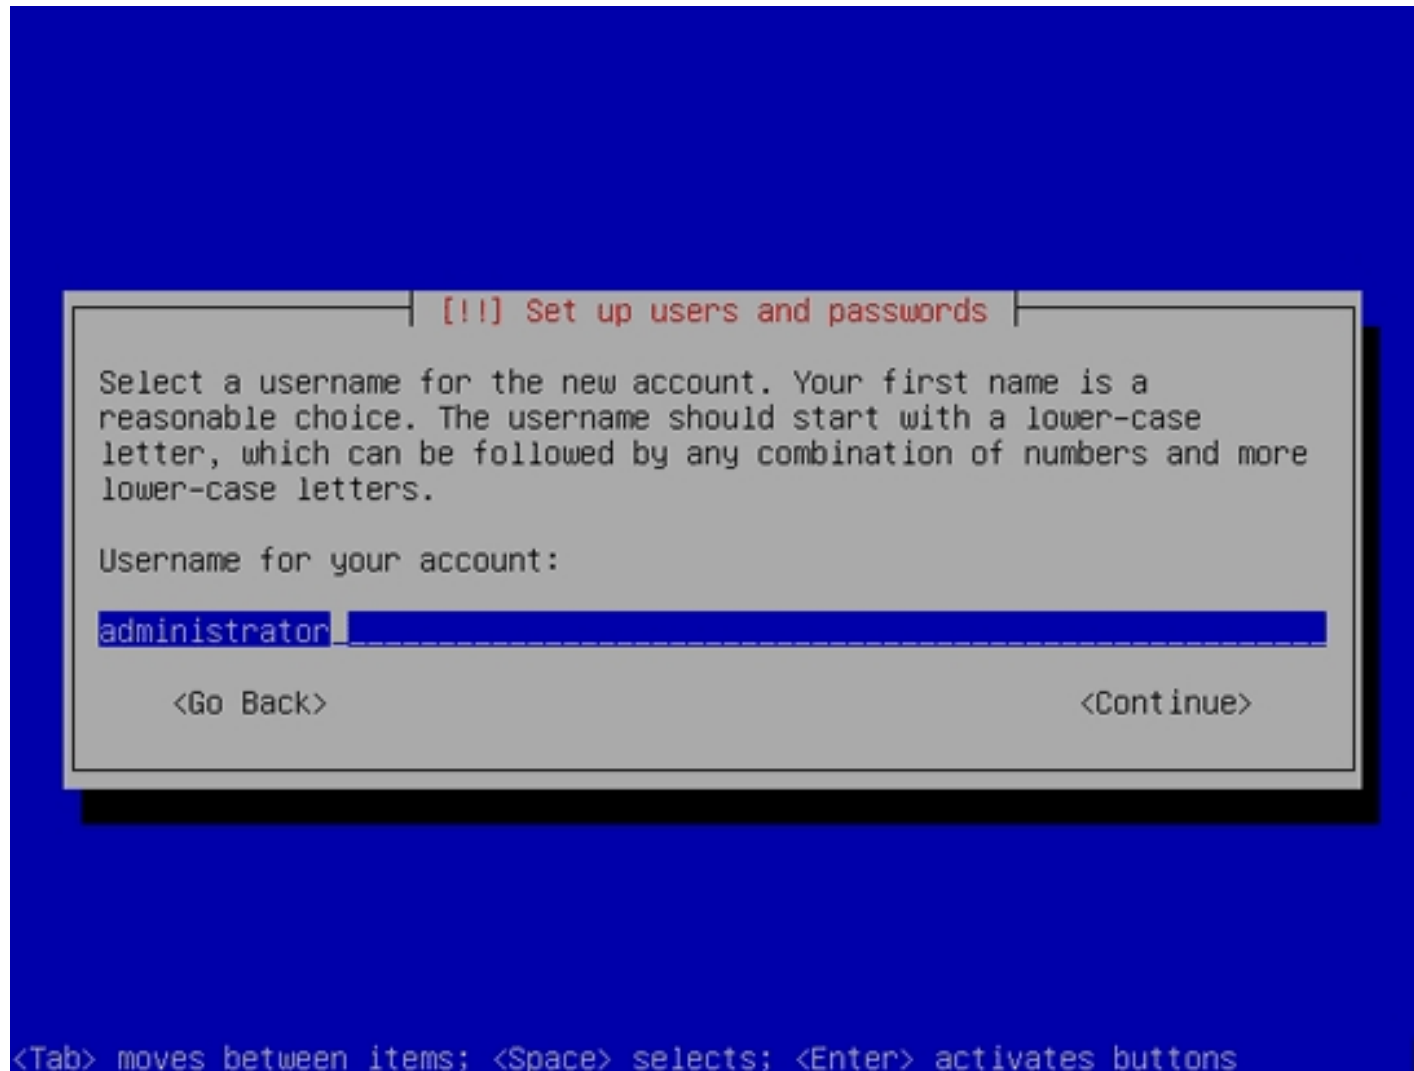 [!!] Set up users and passwords
Select a username for the new account. Your first name is a
reasonable choice. The username should start with a lower-case
letter, which can be followed by any combination of numbers and more
lower-case letters.
Username for your account:
administrator
<Go Back> <Continue>
<Tab> moves between items; <Space> selects; <Enter> activates buttons